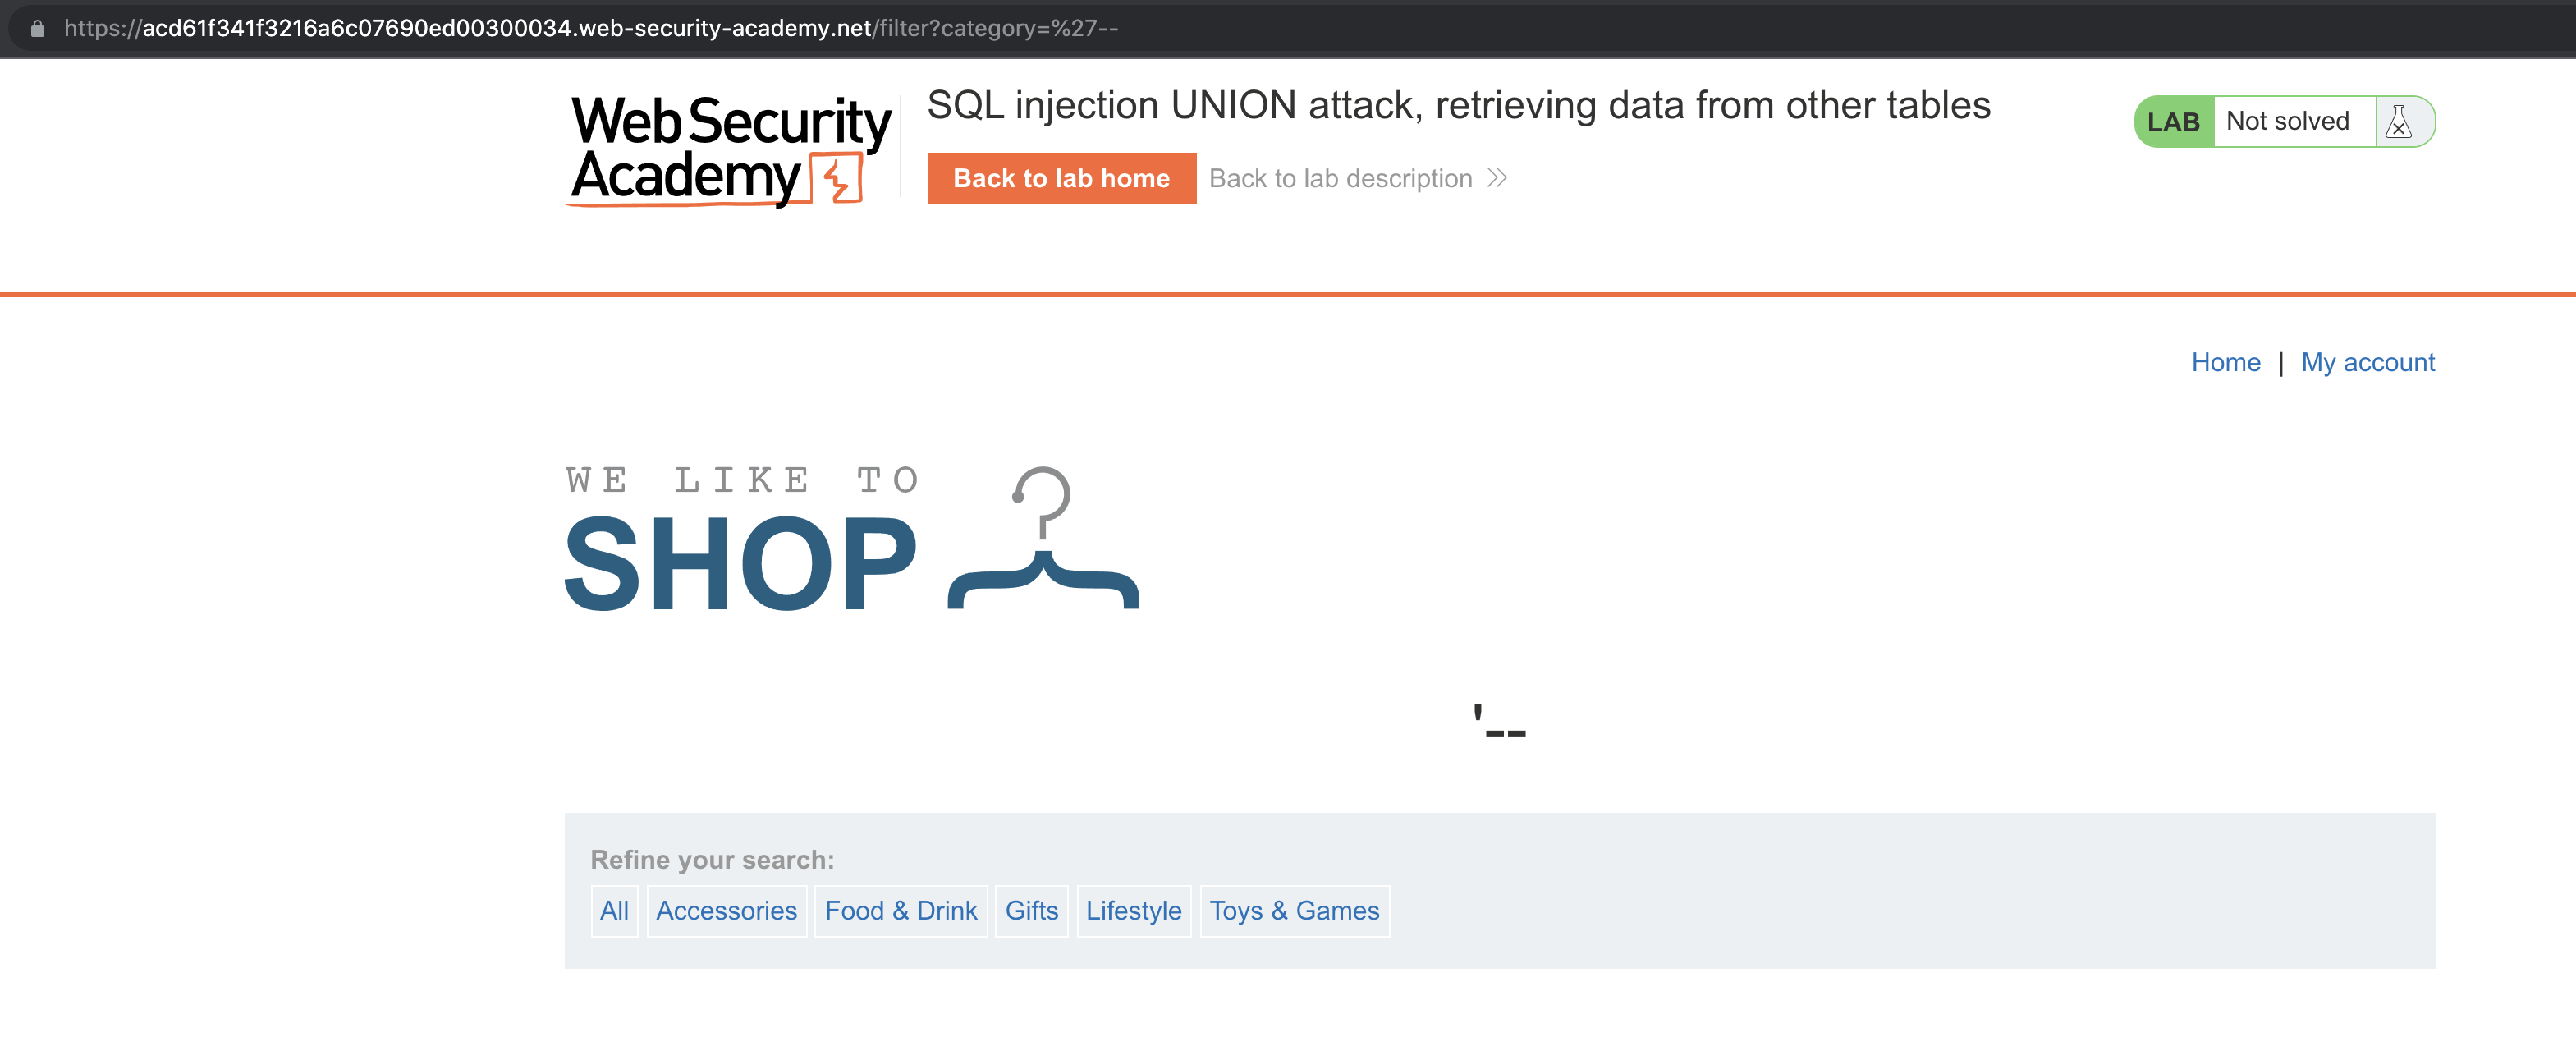 https://acd61f341f3216a6c07690ed00300034.web-security-academy.net/filter?category=%27--
Web Security
Academy
SQL injection UNION attack, retrieving data from other tables
Back to lab home Back to lab description
LAB Not solved
Home | My account
WE LIKE TO
SHOP
'--
Refine your search:
All Accessories Food & Drink Gifts Lifestyle Toys & Games